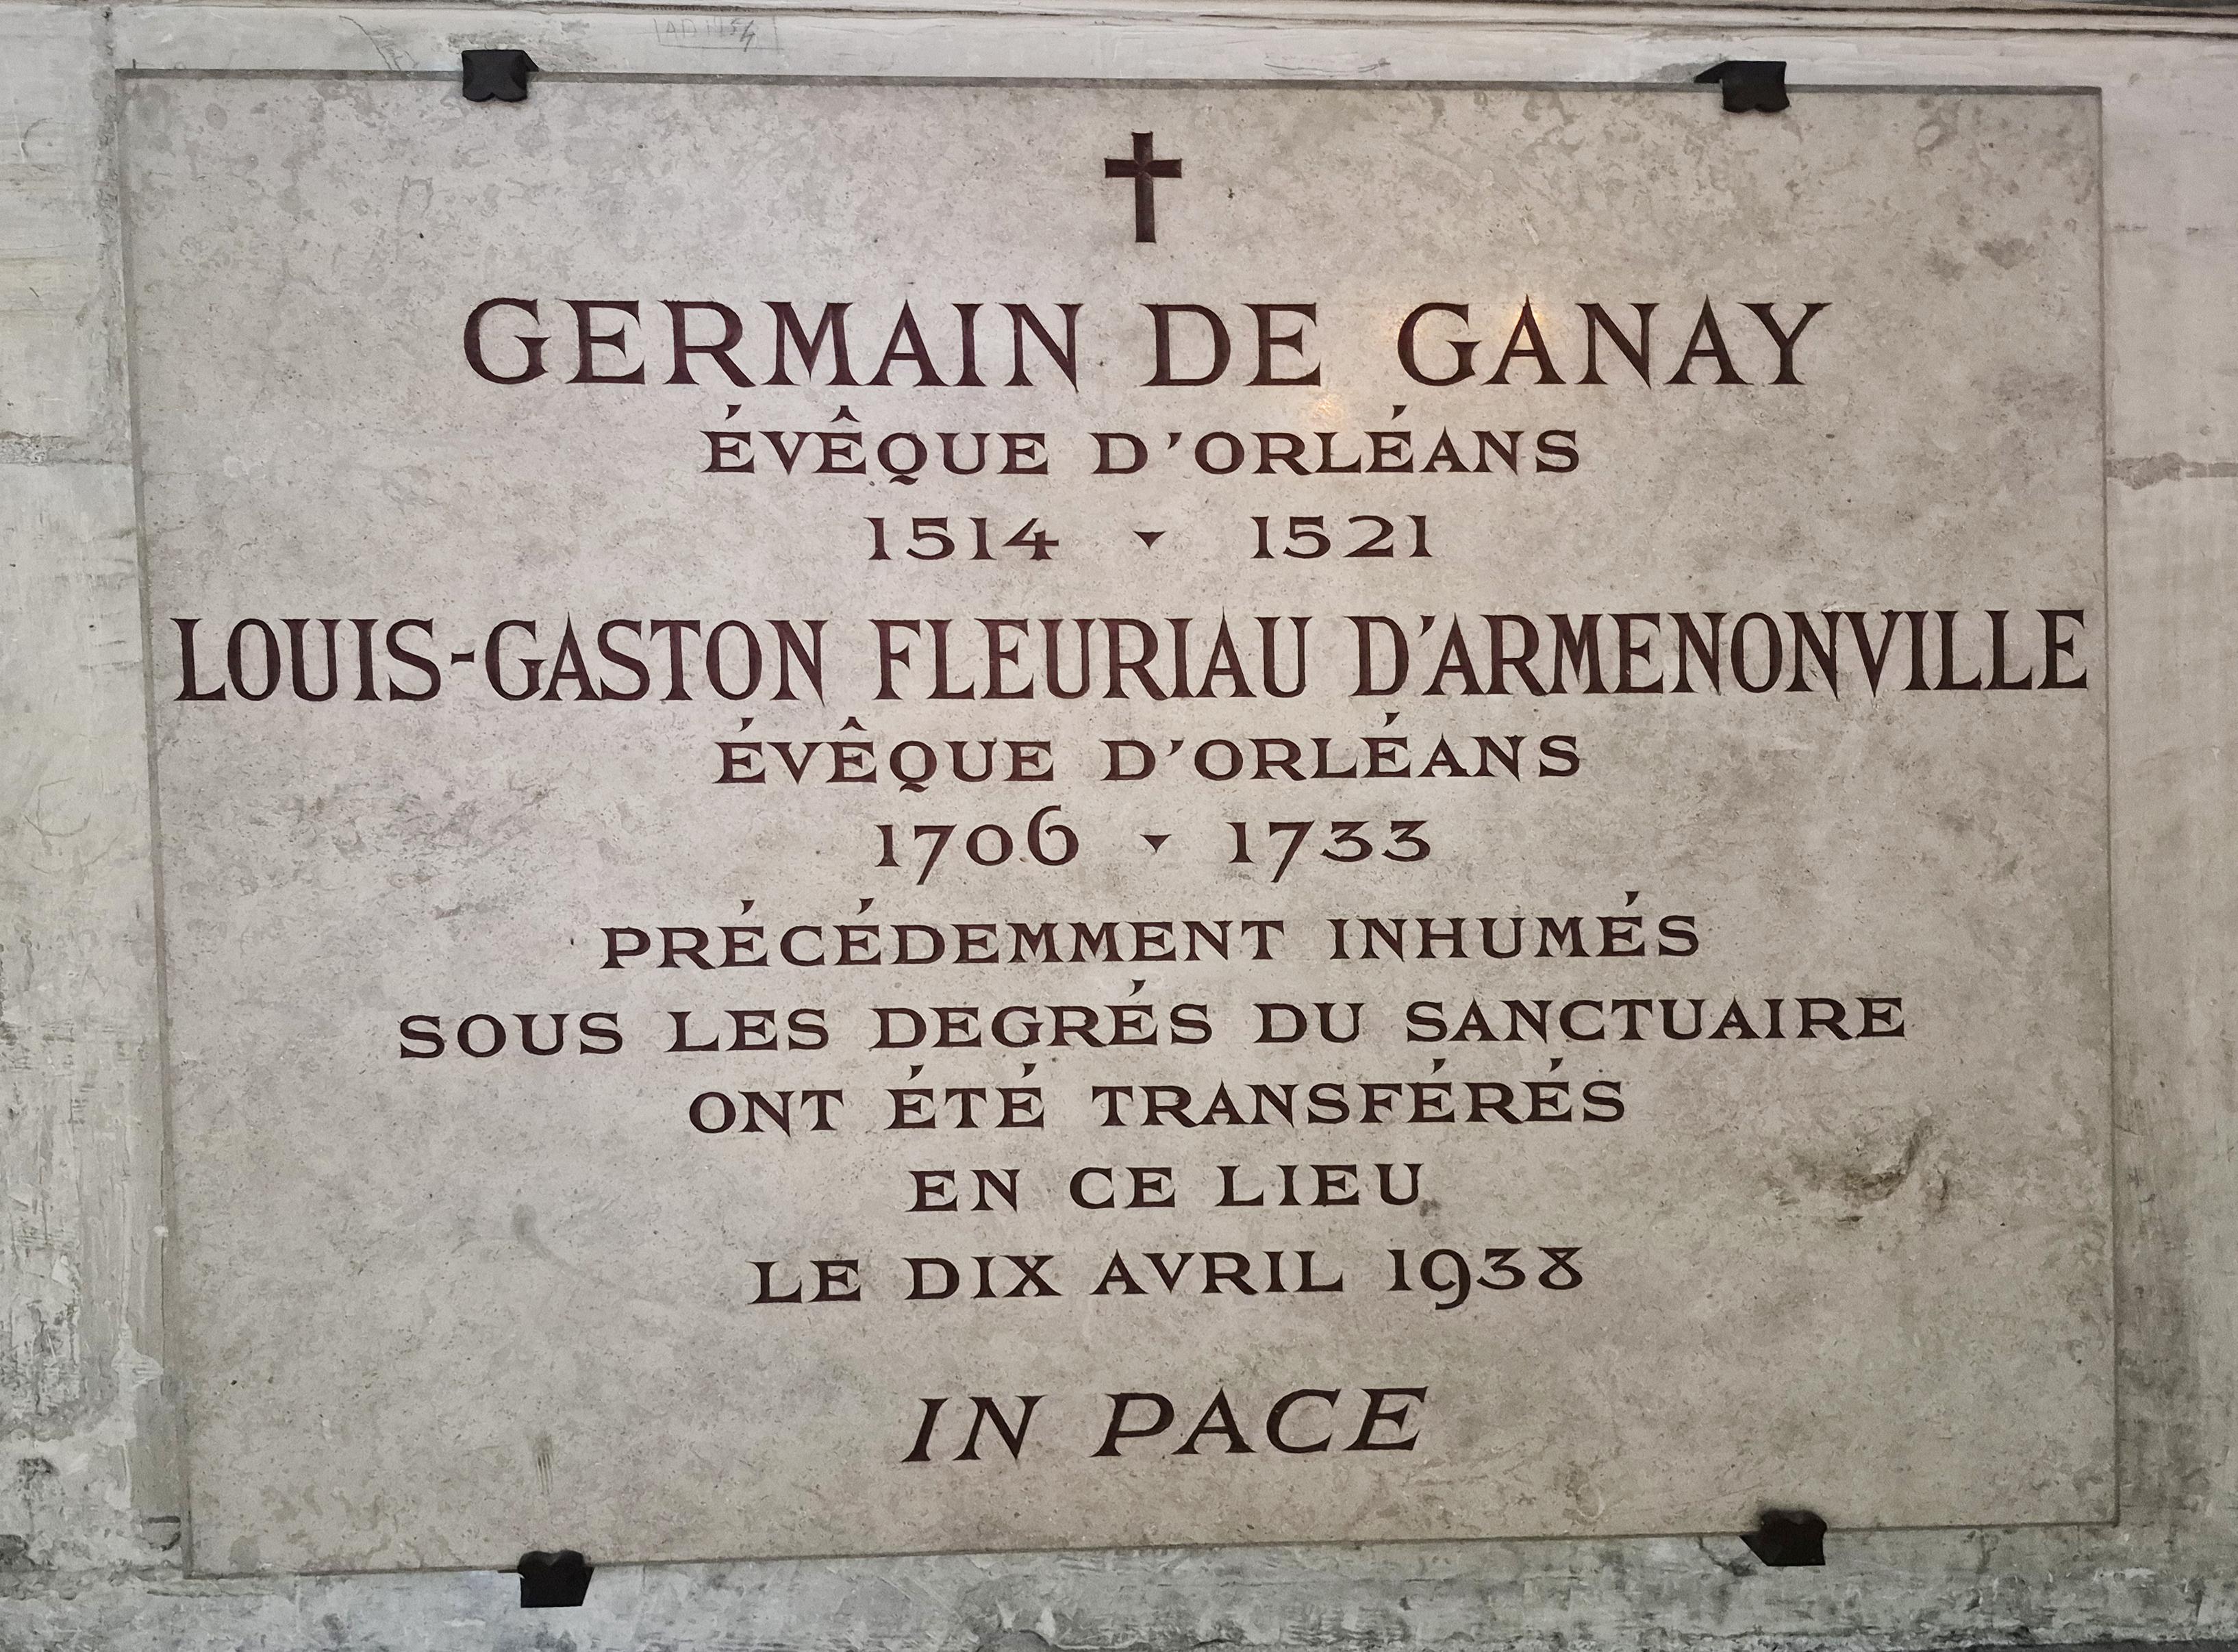 GERMAIN DE GANAY
ÉVÊQUE D'ORLÉANS
1514 ▾ 1521
LOUIS-GASTON FLEURIAU D'ARMENONVILLE
ÉVÊQUE D'ORLÉANS
1706 ▾ 1733
PRÉCÉDEMMENT INHUMÉS
SOUS LES DEGRÉS DU SANCTUAIRE
ONT ÉTÉ TRANSFÉRÉS
EN CE LIEU
LE DIX AVRIL 1938
IN PACE